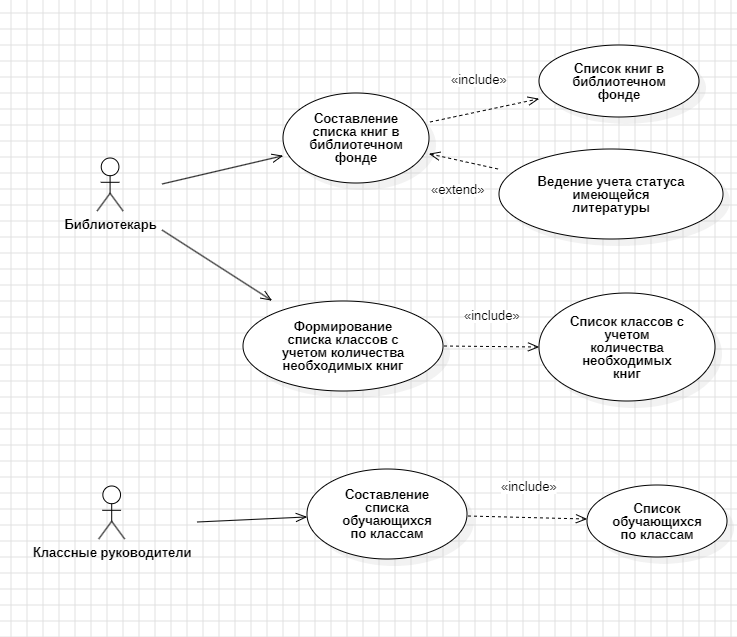 «include»
Список книг в
библиотечном
фонде
Составление
списка книг в
библиотечном
фонде
«extend»
Ведение учета статуса
имеющейся
литературы
Библиотекарь
Формирование
списка классов с
учетом количества
необходимых книг
«include»
Список классов с
учетом
количества
необходимых
книг
Составление
списка
обучающихся
по классам
«include»
Список
обучающихся
по классам
Классные руководители